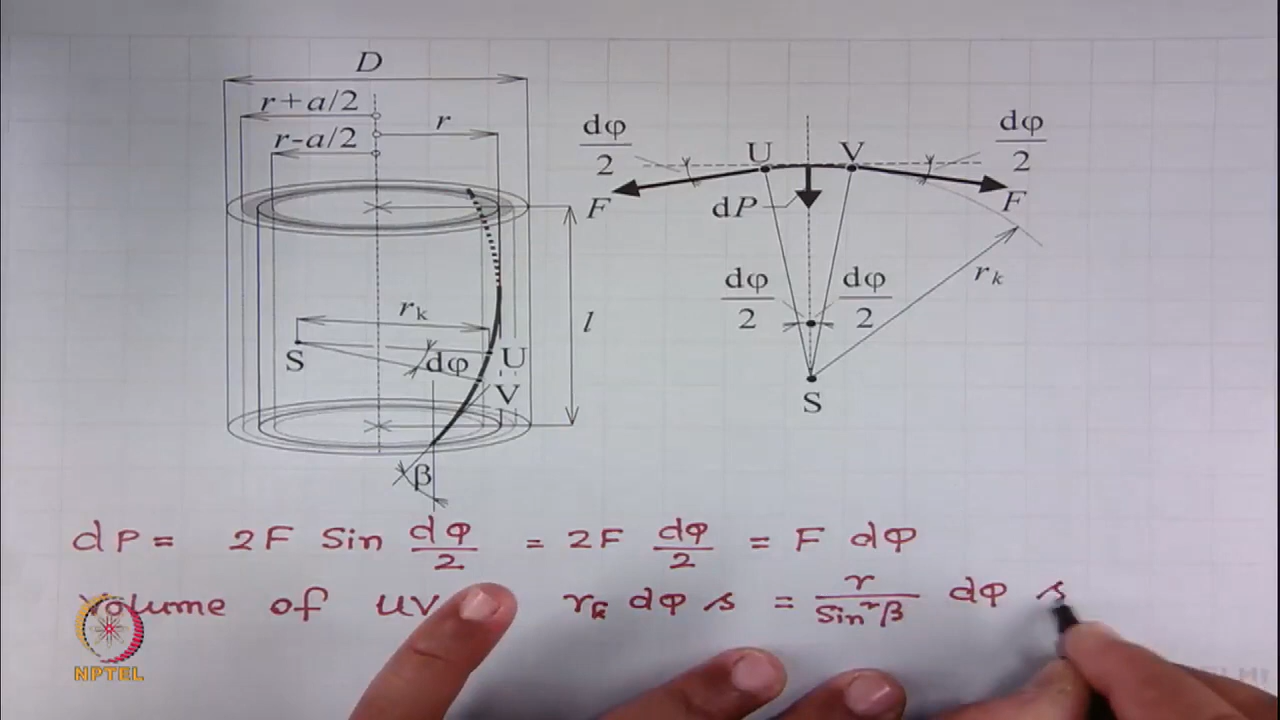 D
r+a/2
r
r-a/2
dφ/2
U
V
dφ/2
F
dP
F
dφ/2
dφ/2
r_k
r_k
l
S
dφ
U
V
S
β
dP = 2F Sin dφ/2 = 2F dφ/2 = F dφ
Volume of UV r_k dφ s = r/Sin²β dφ s
NPTEL